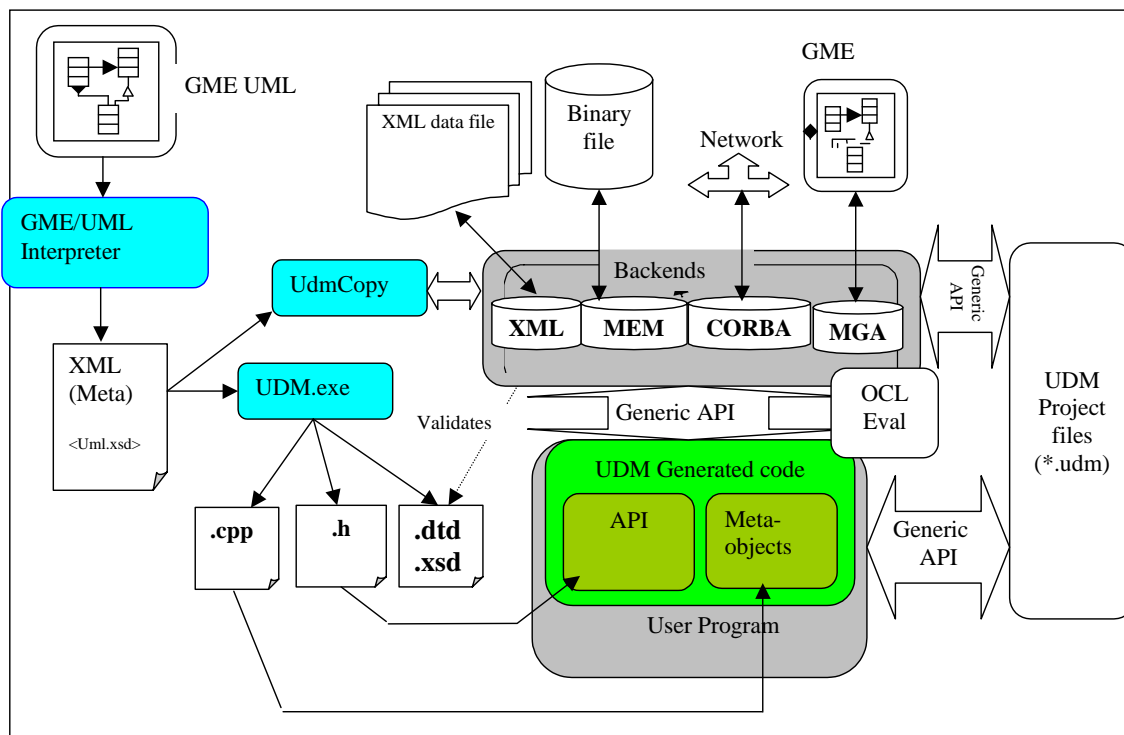 GME UML
GME
XML data file
Binary
file
Network
GME/UML
Interpreter
UdmCopy
Backends
XML
MEM
CORBA
MGA
Generic
API
XML
(Meta)
<Uml.xsd>
UDM.exe
Validates
Generic API
OCL
Eval
UDM
Project
files
(*.udm)
UDM Generated code
.cpp
.h
.dtd
.xsd
API
Meta-
objects
Generic
API
User Program